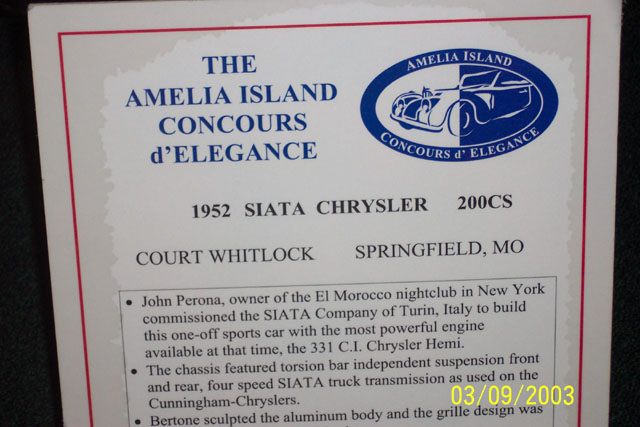 THE
AMELIA ISLAND
CONCOURS
d'ELEGANCE
AMELIA ISLAND
CONCOURS d' ELEGANCE
1952 SIATA CHRYSLER 200CS
COURT WHITLOCK SPRINGFIELD, MO
• John Perona, owner of the El Morocco nightclub in New York
commissioned the SIATA Company of Turin, Italy to build
this one-off sports car with the most powerful engine
available at that time, the 331 C.I. Chrysler Hemi.
• The chassis featured torsion bar independent suspension front
and rear, four speed SIATA truck transmission as used on the
Cunningham-Chryslers.
• Bertone sculpted the aluminum body and the grille design was
03/09/2003